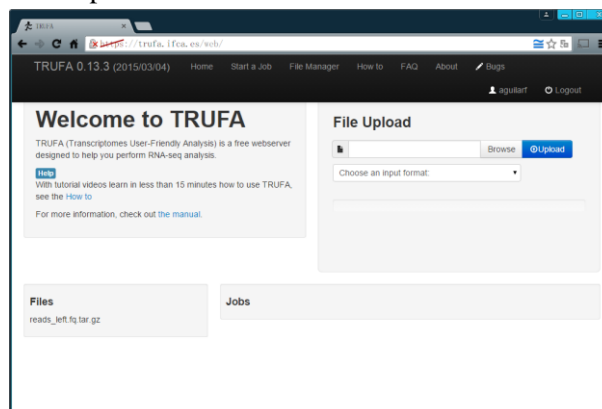 TRUFA
https://trufa.ifca.es/web/
TRUFA 0.13.3 (2015/03/04) Home Start a Job File Manager How to FAQ About Bugs
aguilarf Logout
Welcome to TRUFA
TRUFA (Transcriptomes User-Friendly Analysis) is a free webserver
designed to help you perform RNA-seq analysis.
Help
With tutorial videos learn in less than 15 minutes how to use TRUFA,
see the How to
For more information, check out the manual.
File Upload
Browse Upload
Choose an input format:
Files
reads_left.fq.tar.gz
Jobs